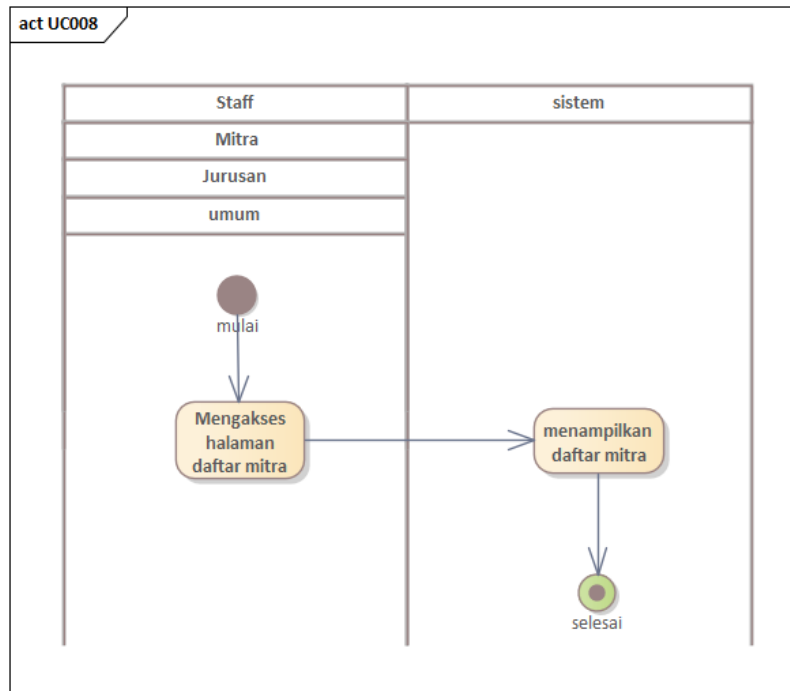 act UC008
Staff
sistem
Mitra
Jurusan
umum
mulai
Mengakses
halaman
daftar mitra
menampilkan
daftar mitra
selesai